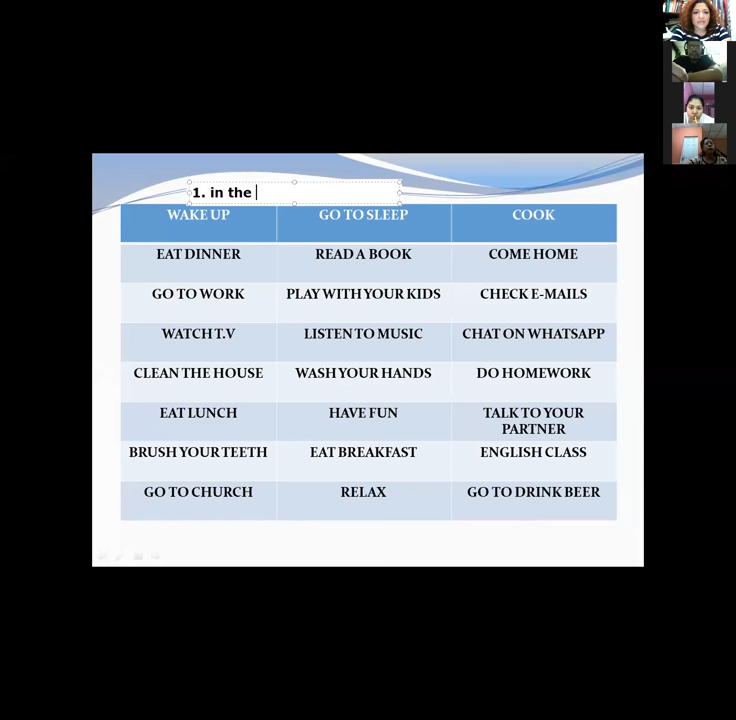 1. in the
WAKE UP GO TO SLEEP COOK
EAT DINNER READ A BOOK COME HOME
GO TO WORK PLAY WITH YOUR KIDS CHECK E-MAILS
WATCH T.V LISTEN TO MUSIC CHAT ON WHATSAPP
CLEAN THE HOUSE WASH YOUR HANDS DO HOMEWORK
EAT LUNCH HAVE FUN TALK TO YOUR
PARTNER
BRUSH YOUR TEETH EAT BREAKFAST ENGLISH CLASS
GO TO CHURCH RELAX GO TO DRINK BEER